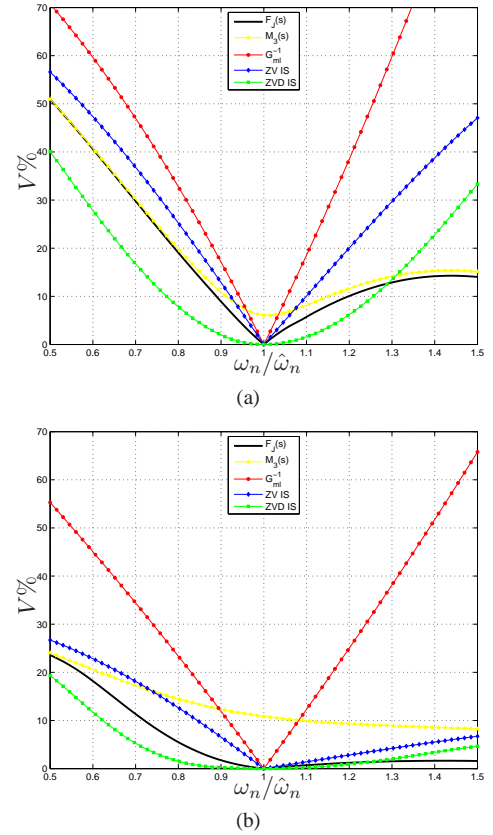 70
60
50
40
30
20
10
0
V%
F_J(s)
M_3(s)
G_ml^-1
ZV IS
ZVD IS
0.5 0.6 0.7 0.8 0.9 1.0 1.1 1.2 1.3 1.4 1.5
ω_n/ω̂_n
(a)
70
60
50
40
30
20
10
0
V%
F_J(s)
M_3(s)
G_ml^-1
ZV IS
ZVD IS
0.5 0.6 0.7 0.8 0.9 1.0 1.1 1.2 1.3 1.4 1.5
ω_n/ω̂_n
(b)